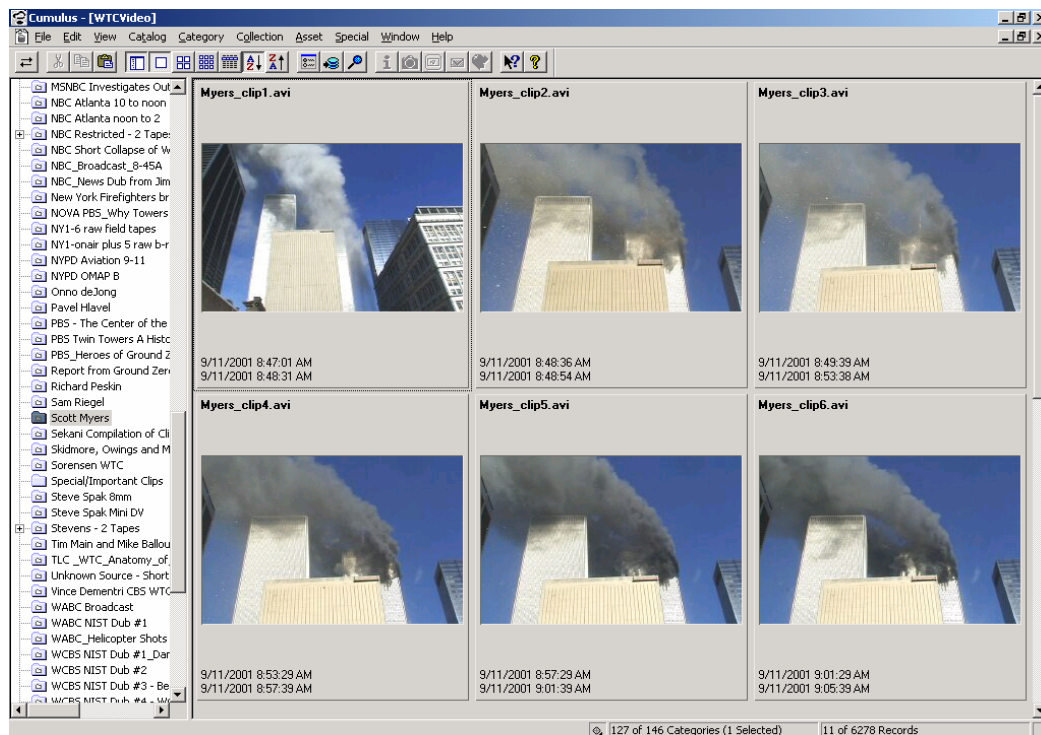 Cumulus - [WTCVideo]
File Edit View Catalog Category Collection Asset Special Window Help
MSNBC Investigates Out
NBC Atlanta 10 to noon
NBC Atlanta noon to 2
NBC Restricted - 2 Tape
NBC Short Collapse of W
NBC_Broadcast_8-45A
NBC_News Dub from Jim
New York Firefighters br
NOVA PBS_Why Towers
NY1-6 raw field tapes
NY1-onair plus 5 raw b-r
NYPD Aviation 9-11
NYPD OMAP B
Onno deJong
Pavel Hlavel
PBS - The Center of the
PBS Twin Towers A Histo
PBS_Heroes of Ground Z
Report from Ground Zer
Richard Peskin
Sam Riegel
Scott Myers
Sekani Compilation of Cli
Skidmore, Owings and M
Sorensen WTC
Special/Important Clips
Steve Spak 8mm
Steve Spak Mini DV
Stevens - 2 Tapes
Tim Main and Mike Ballou
TLC _WTC_Anatomy_of_
Unknown Source - Short
Vince Dementri CBS WTC
WABC Broadcast
WABC NIST Dub #1
WABC_Helicopter Shots
WCBS NIST Dub #1_Dar
WCBS NIST Dub #2
WCBS NIST Dub #3 - Be
WCBS NIST Dub #4 - Wo
Myers_clip1.avi
9/11/2001 8:47:01 AM
9/11/2001 8:48:31 AM
Myers_clip2.avi
9/11/2001 8:48:36 AM
9/11/2001 8:48:54 AM
Myers_clip3.avi
9/11/2001 8:49:39 AM
9/11/2001 8:53:38 AM
Myers_clip4.avi
9/11/2001 8:53:29 AM
9/11/2001 8:57:39 AM
Myers_clip5.avi
9/11/2001 8:57:29 AM
9/11/2001 9:01:39 AM
Myers_clip6.avi
9/11/2001 9:01:29 AM
9/11/2001 9:05:39 AM
127 of 146 Categories (1 Selected)
11 of 6278 Records